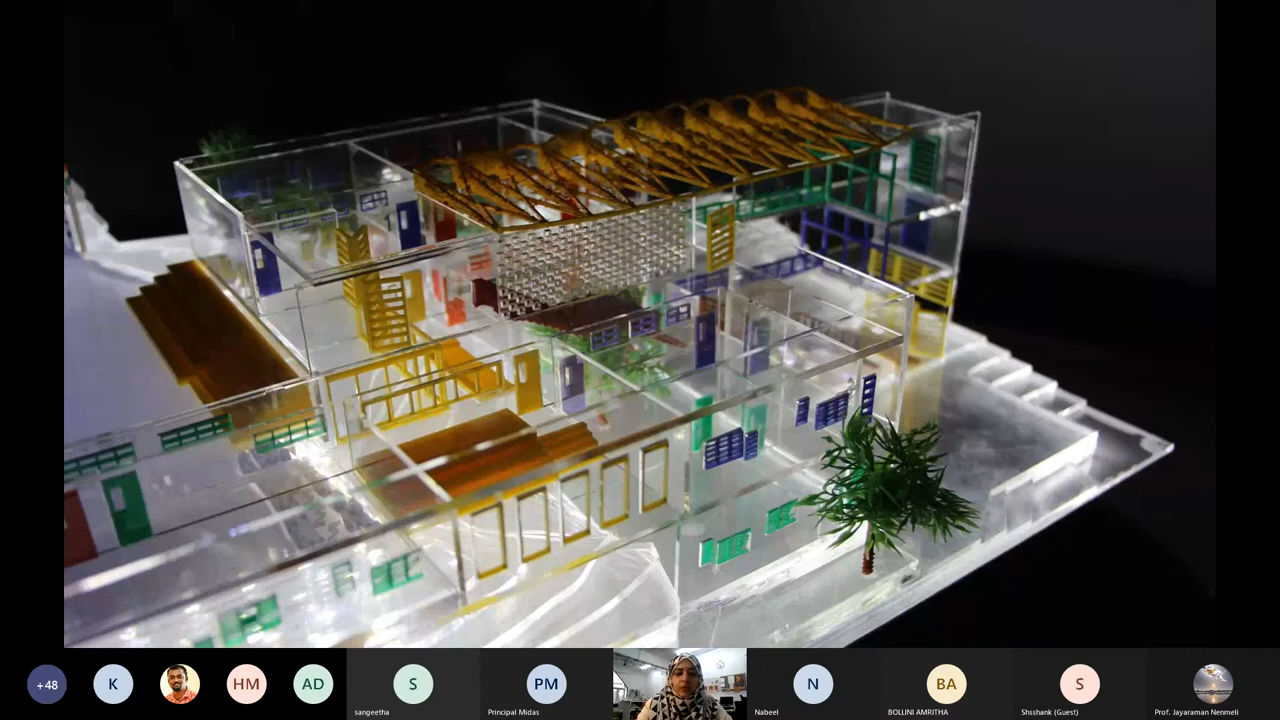 +48
K
HM
AD
S
sangeetha
PM
Principal Midas
N
Nabeel
BA
BOLLINI AMRITHA
S
Shsshank (Guest)
Prof. Jayaraman Nenmeli